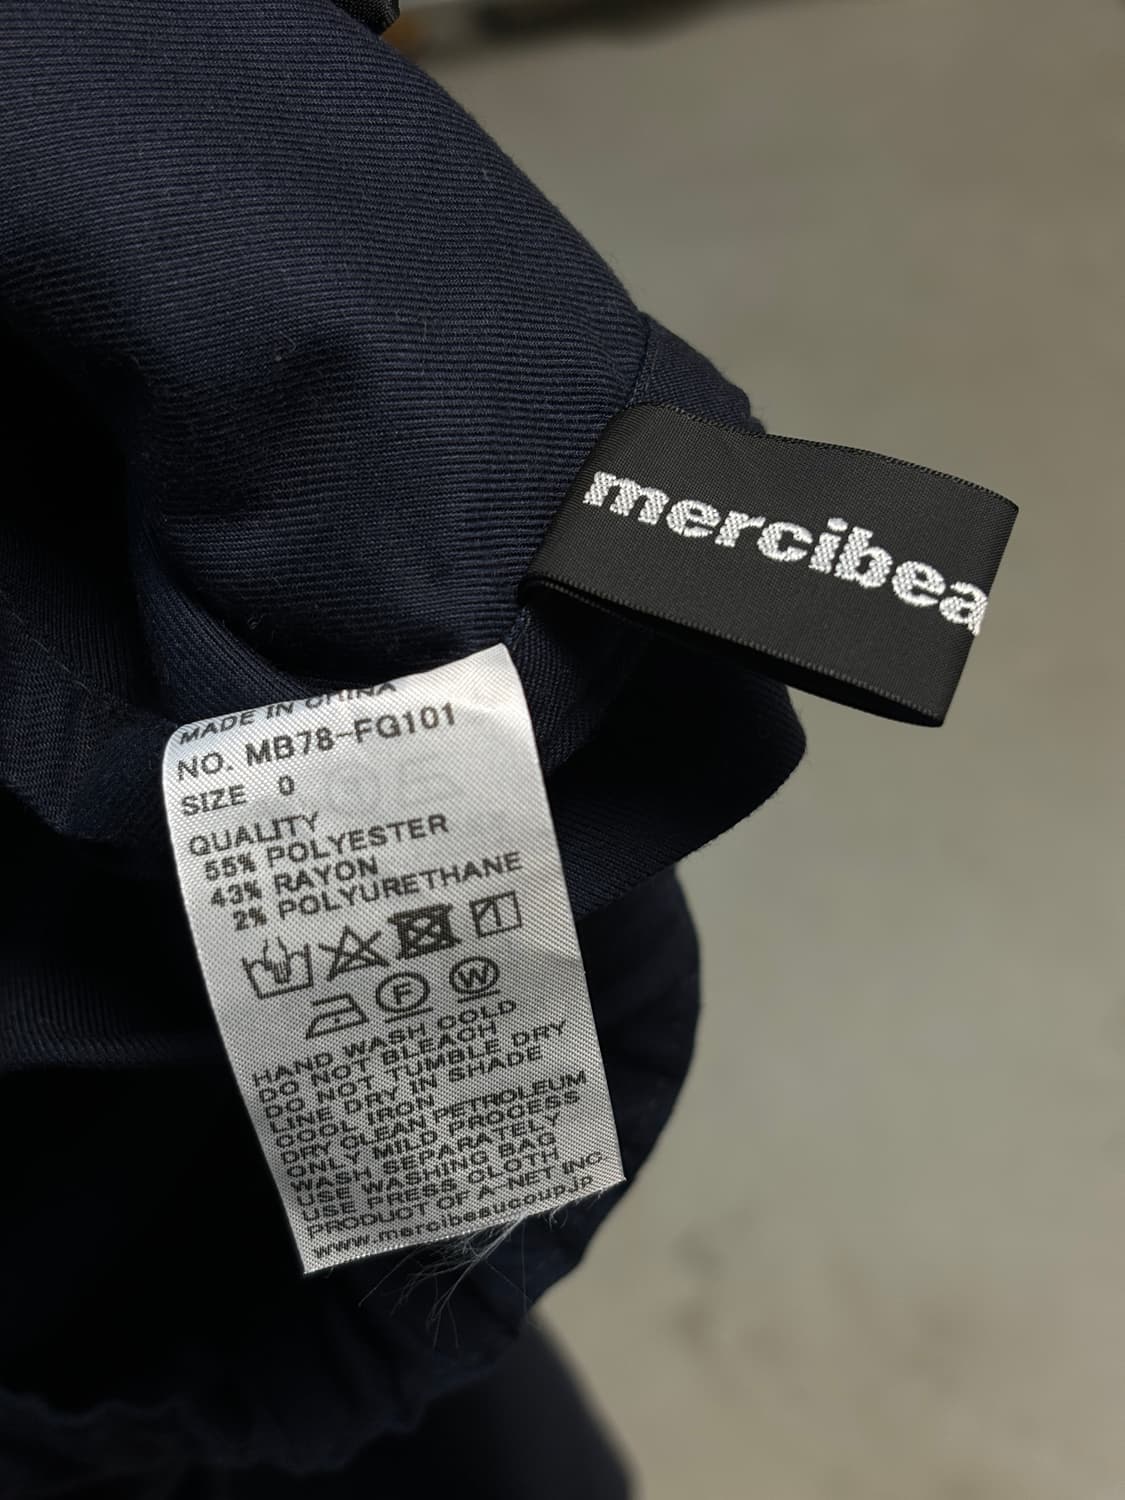 mercibea
MADE IN CHINA
NO. MB78-FG101
SIZE 0
QUALITY
55% POLYESTER
43% RAYON
2% POLYURETHANE
F W
HAND WASH COLD
DO NOT BLEACH
DO NOT TUMBLE DRY
LINE DRY IN SHADE
COOL IRON
DRY CLEAN PETROLEUM
ONLY MILD PROCESS
WASH SEPARATELY
USE WASHING BAG
USE PRESS CLOTH
PRODUCT OF A-NET INC
www.mercibeaucoup.jp